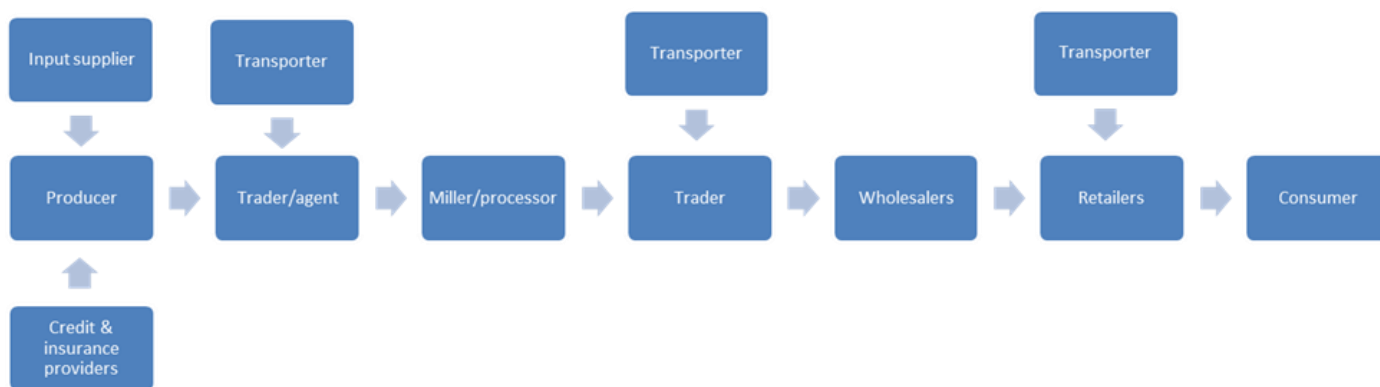 Input supplier
Transporter
Transporter
Transporter
Producer
Trader/agent
Miller/processor
Trader
Wholesalers
Retailers
Consumer
Credit &
insurance
providers